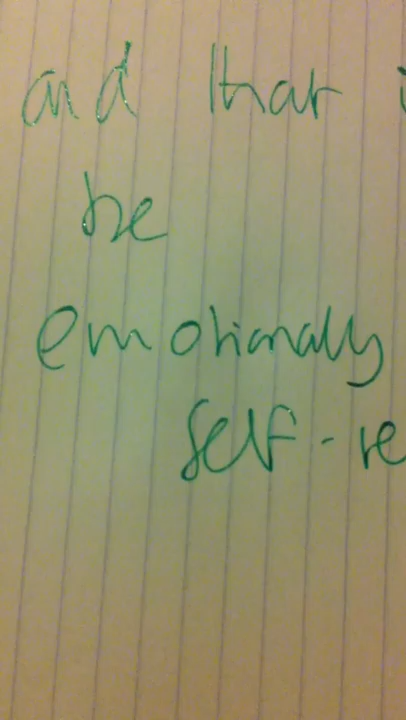 and that i
be
emotionally
self-re